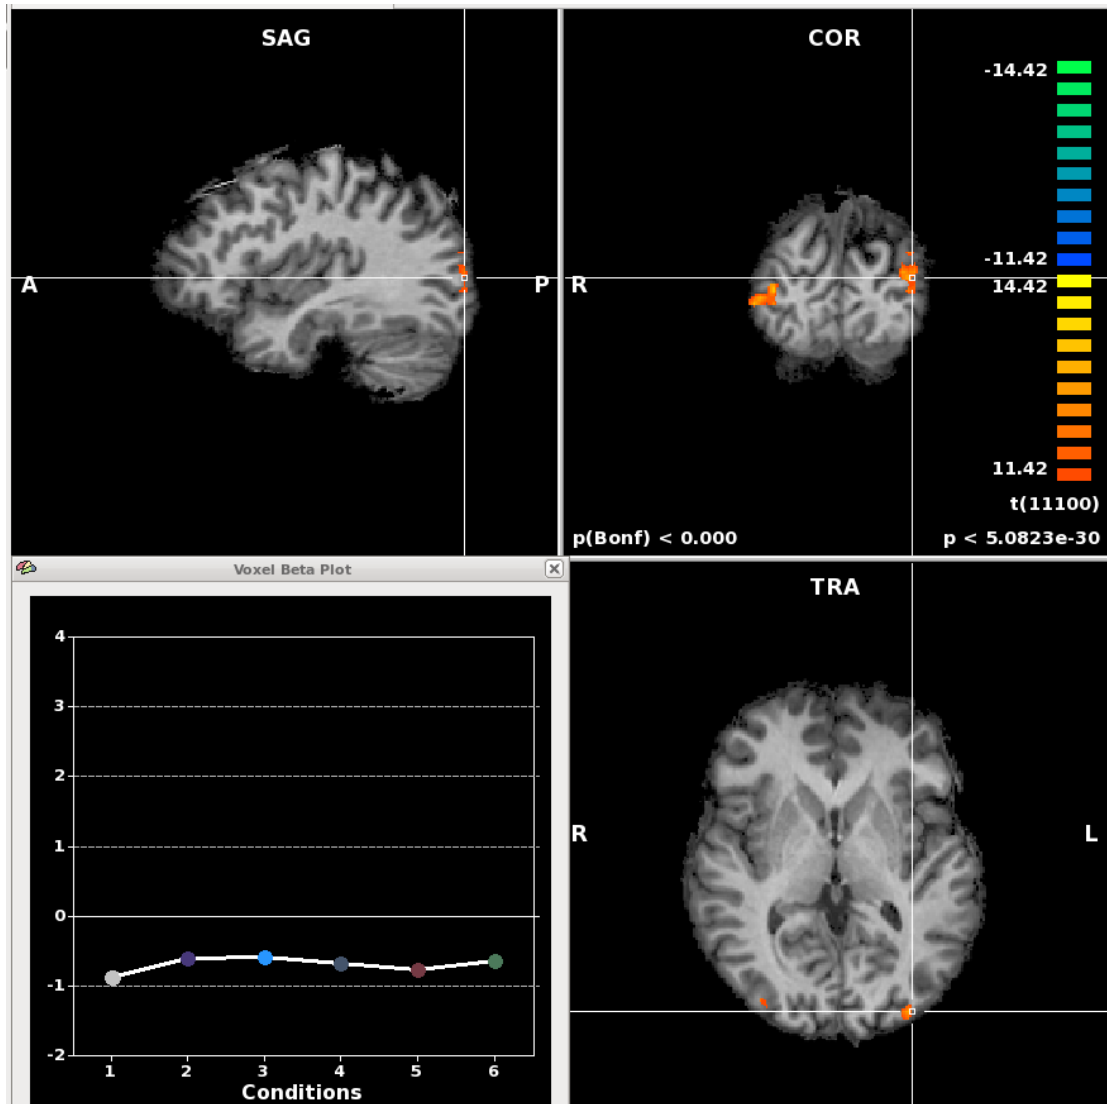 SAG
A
P
COR
R
-14.42
-11.42
14.42
11.42
t(11100)
p(Bonf) < 0.000
p < 5.0823e-30
Voxel Beta Plot
4
3
2
1
0
-1
-2
1 2 3 4 5 6
Conditions
TRA
R
L